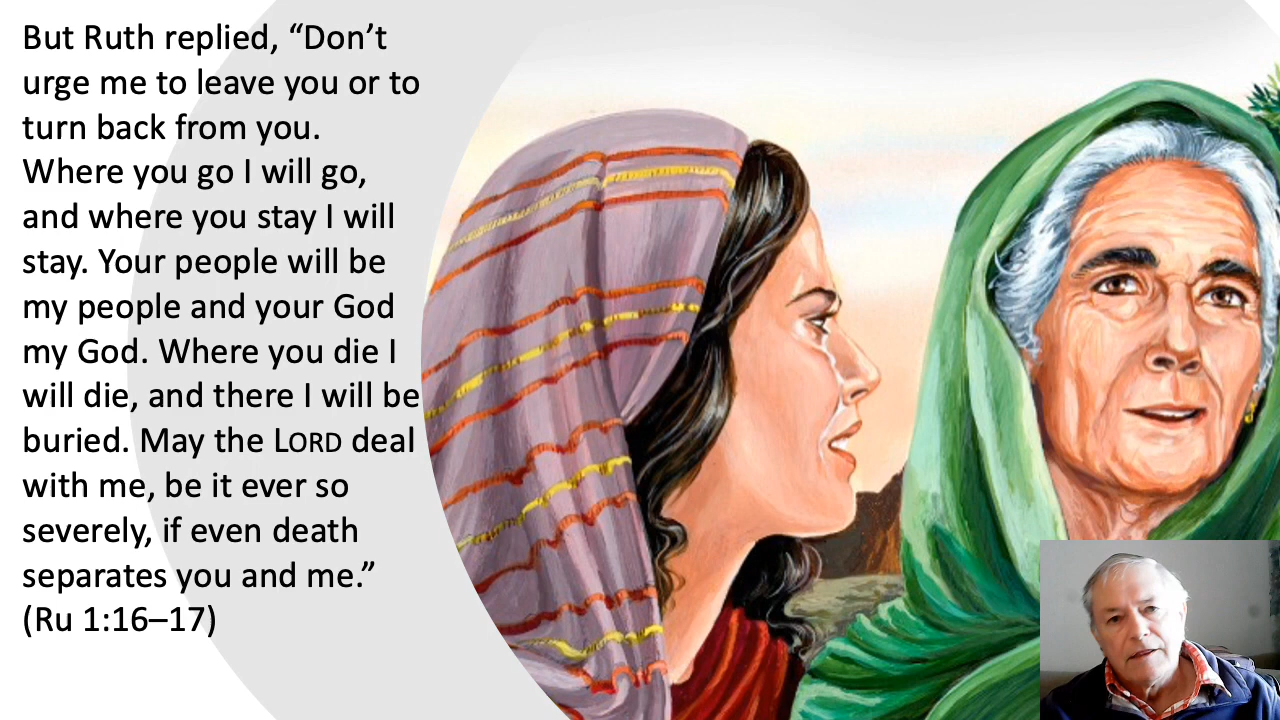 But Ruth replied, “Don’t
urge me to leave you or to
turn back from you.
Where you go I will go,
and where you stay I will
stay. Your people will be
my people and your God
my God. Where you die I
will die, and there I will be
buried. May the LORD deal
with me, be it ever so
severely, if even death
separates you and me.”
(Ru 1:16–17)